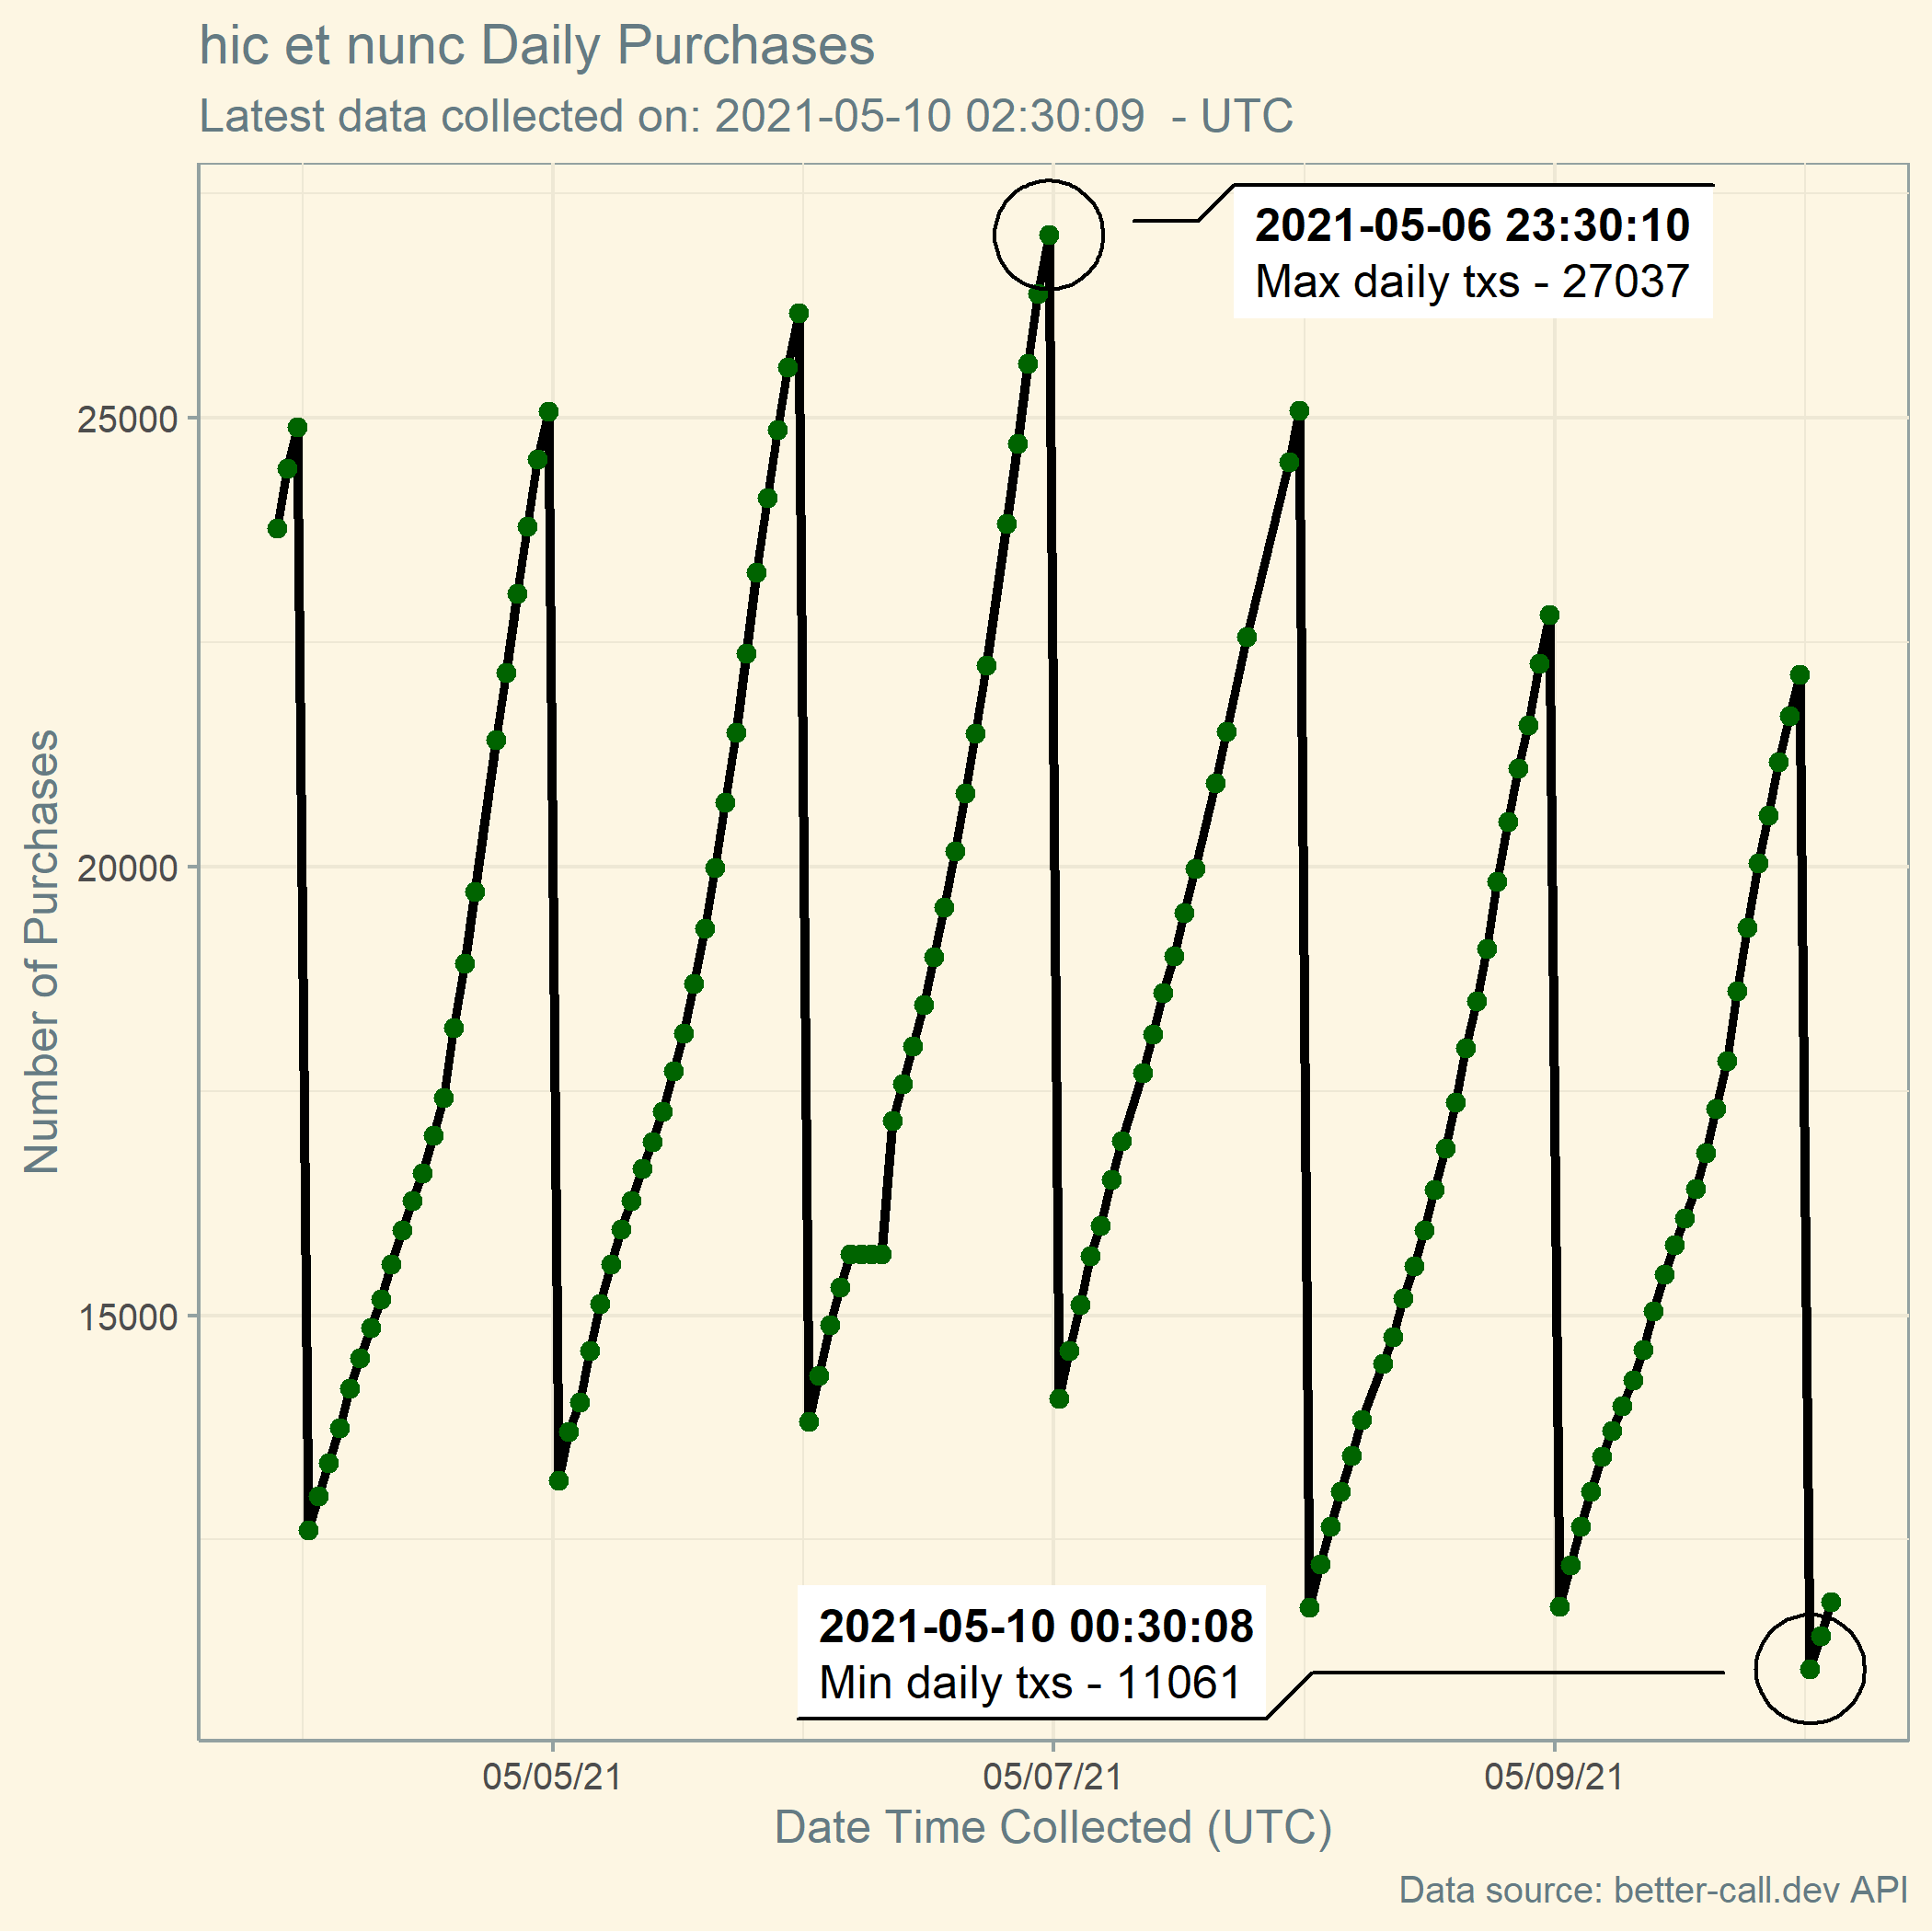 hic et nunc Daily Purchases
Latest data collected on: 2021-05-10 02:30:09  - UTC
2021-05-06 23:30:10
Max daily txs - 27037
25000
20000
15000
Number of Purchases
2021-05-10 00:30:08
Min daily txs - 11061
05/05/21
05/07/21
05/09/21
Date Time Collected (UTC)
Data source: better-call.dev API